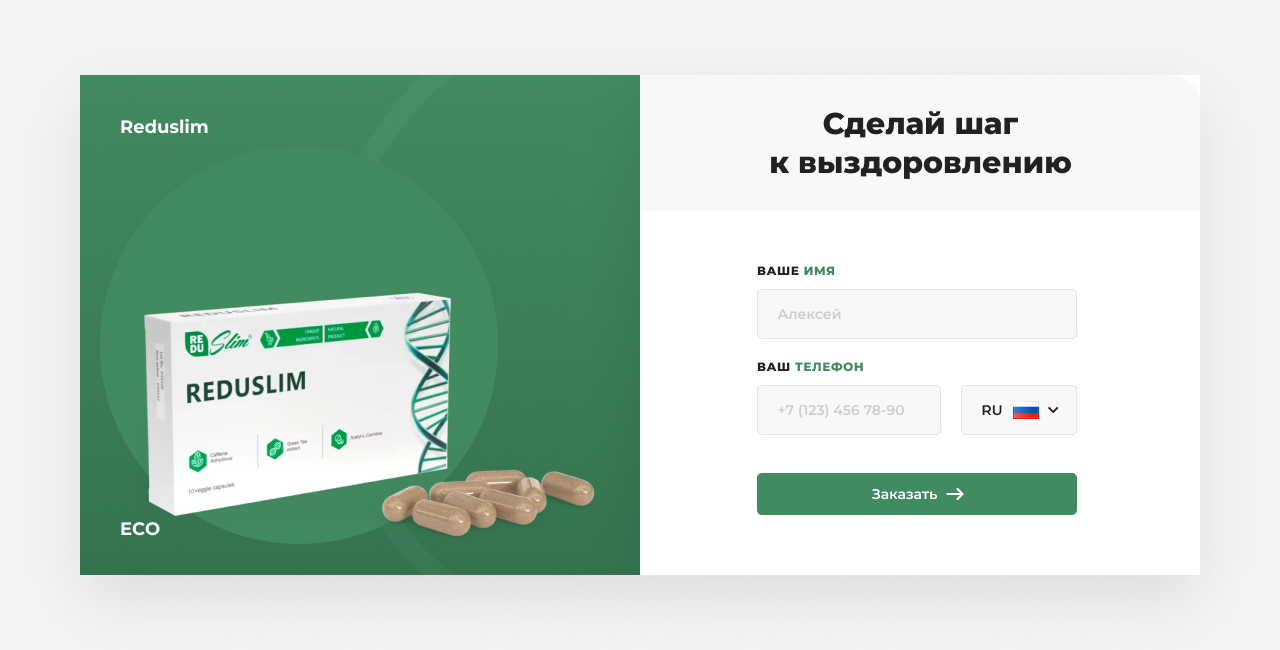 Reduslim
REDUSLIM
RE
DU
Slim
UNIQUE
INGREDIENTS
NATURAL
PRODUCT
REDUSLIM
Caffeine
Anhydrous
Green Tea
extract
Acetyl-L-Carnitine
10 veggie capsules
ECO
Сделай шаг
к выздоровлению
ВАШЕ ИМЯ
Алексей
ВАШ ТЕЛЕФОН
+7 (123) 456 78-90
RU
Заказать